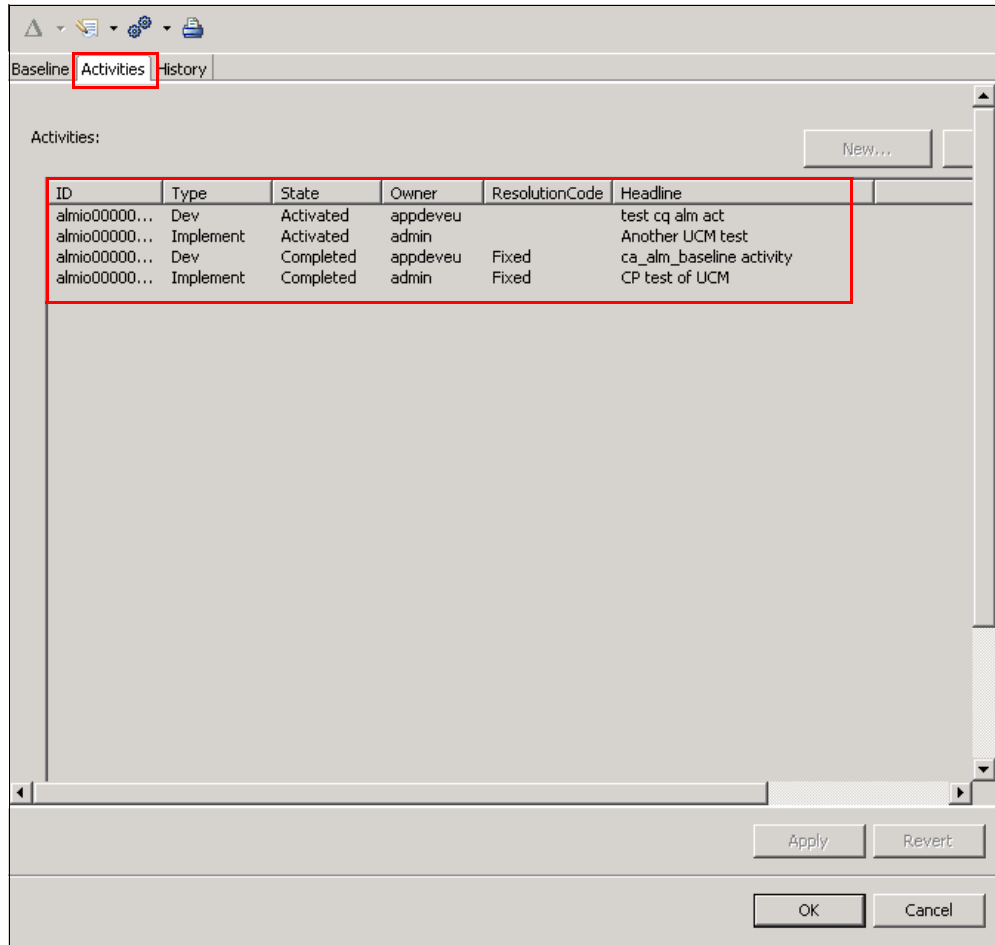 Baseline Activities History
Activities:
New...
ID Type State Owner ResolutionCode Headline
almio00000... Dev Activated appdeveu test cq alm act
almio00000... Implement Activated admin Another UCM test
almio00000... Dev Completed appdeveu Fixed ca_alm_baseline activity
almio00000... Implement Completed admin Fixed CP test of UCM
Apply Revert
OK Cancel